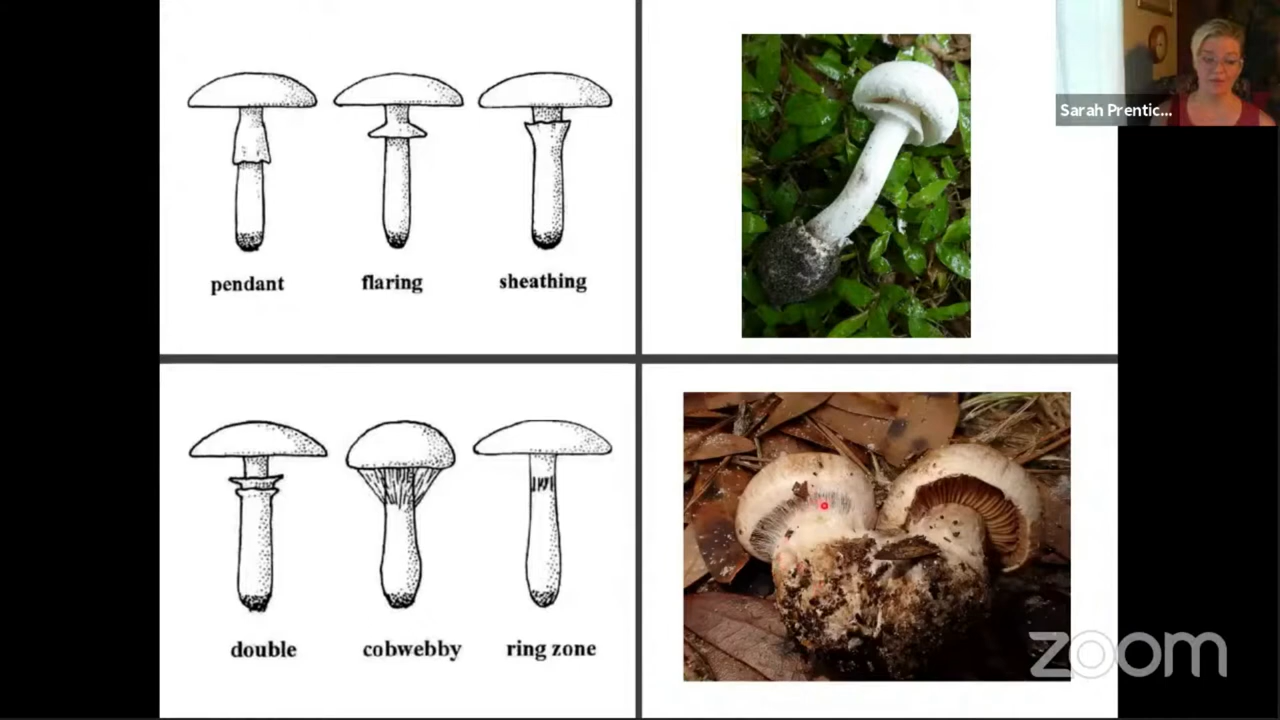 Sarah Prentic...
pendant
flaring
sheathing
double
cobwebby
ring zone
zoom